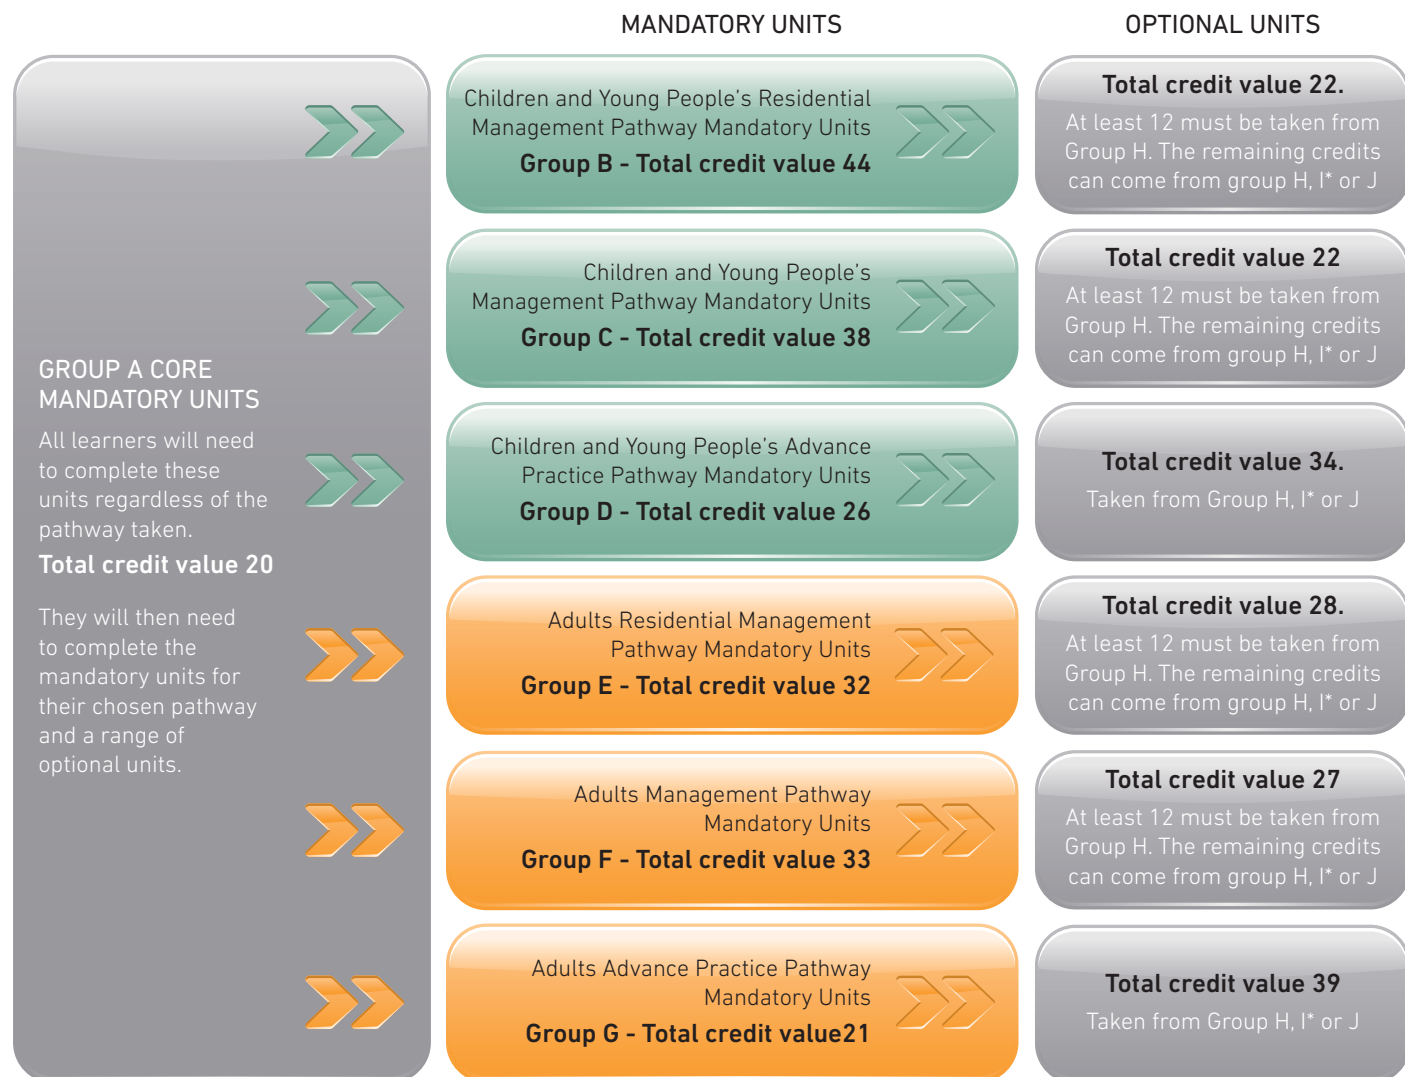 MANDATORY UNITS
OPTIONAL UNITS
GROUP A CORE
MANDATORY UNITS
All learners will need
to complete these
units regardless of the
pathway taken.
Total credit value 20
They will then need
to complete the
mandatory units for
their chosen pathway
and a range of
optional units.
Children and Young People's Residential
Management Pathway Mandatory Units
Group B - Total credit value 44
Total credit value 22.
At least 12 must be taken from
Group H. The remaining credits
can come from group H, I* or J
Children and Young People's
Management Pathway Mandatory Units
Group C - Total credit value 38
Total credit value 22
At least 12 must be taken from
Group H. The remaining credits
can come from group H, I* or J
Children and Young People's Advance
Practice Pathway Mandatory Units
Group D - Total credit value 26
Total credit value 34.
Taken from Group H, I* or J
Adults Residential Management
Pathway Mandatory Units
Group E - Total credit value 32
Total credit value 28.
At least 12 must be taken from
Group H. The remaining credits
can come from group H, I* or J
Adults Management Pathway
Mandatory Units
Group F - Total credit value 33
Total credit value 27
At least 12 must be taken from
Group H. The remaining credits
can come from group H, I* or J
Adults Advance Practice Pathway
Mandatory Units
Group G - Total credit value21
Total credit value 39
Taken from Group H, I* or J